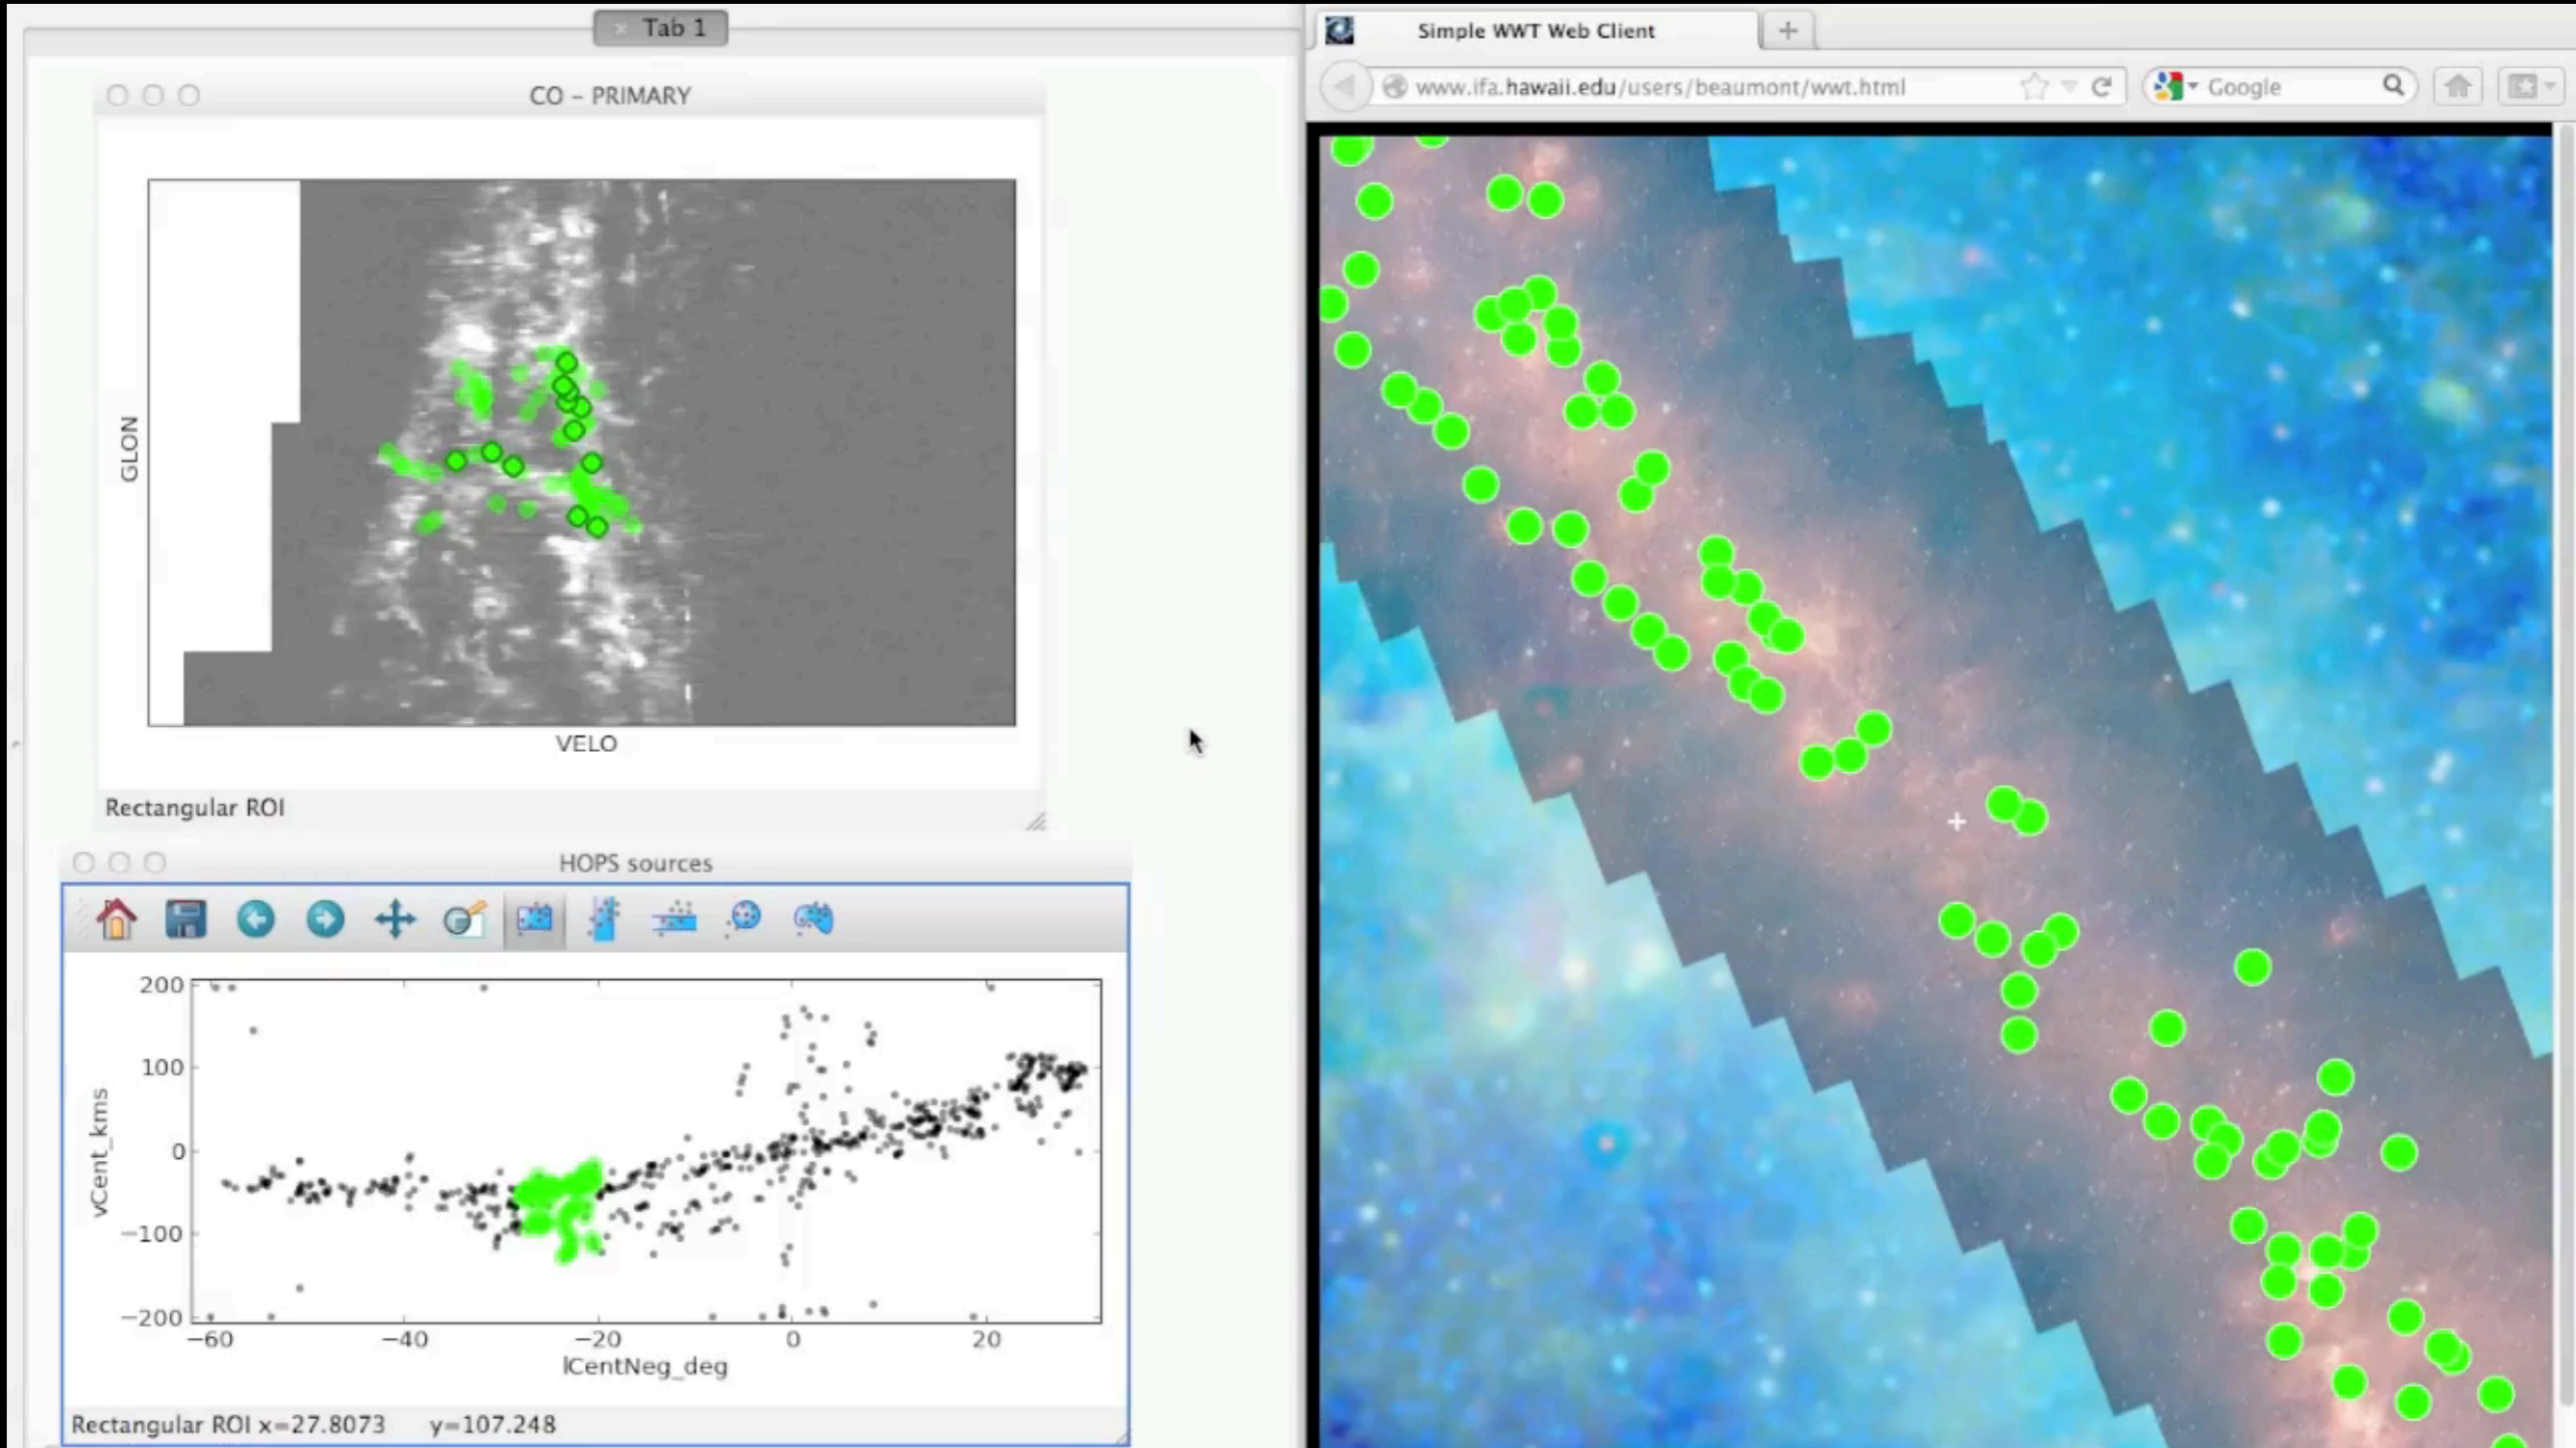 Tab 1
CO – PRIMARY
GLON
VELO
Rectangular ROI
HOPS sources
200
100
0
−100
−200
vCent_kms
−60 −40 −20 0 20
lCentNeg_deg
Rectangular ROI x=27.8073 y=107.248
Simple WWT Web Client
www.ifa.hawaii.edu/users/beaumont/wwt.html
Google